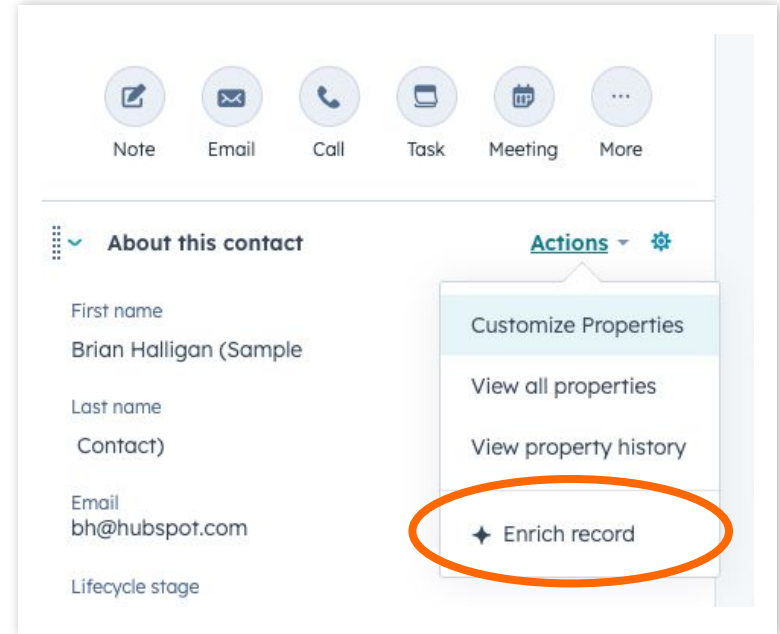 Note Email Call Task Meeting More
About this contact Actions
First name
Brian Halligan (Sample
Last name
Contact)
Email
bh@hubspot.com
Lifecycle stage
Customize Properties
View all properties
View property history
Enrich record